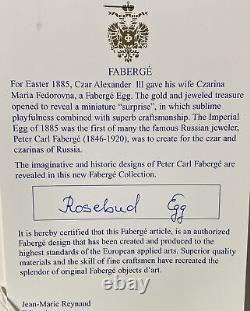 FABERGÉ
For Easter 1885, Czar Alexander III gave his wife Czarina
Maria Fedorovna, a Fabergé Egg. The gold and jeweled treasure
opened to reveal a miniature "surprise", in which sublime
playfulness combined with superb craftsmanship. The Imperial
Egg of 1885 was the first of many the famous Russian jeweler,
Peter Carl Fabergé (1846-1920), was to create for the czar and
czarinas of Russia.
The imaginative and historic designs of Peter Carl Fabergé are
revealed in this new Fabergé Collection.
Rosebud Egg
It is hereby certified that this Fabergé article, is an authorized
Fabergé design that has been created and produced to the
highest standards of the European applied arts. Superior quality
materials and the skill of fine craftsmen have recreated the
splendor of original Fabergé objects d'art.
Jean-Marie Reynaud